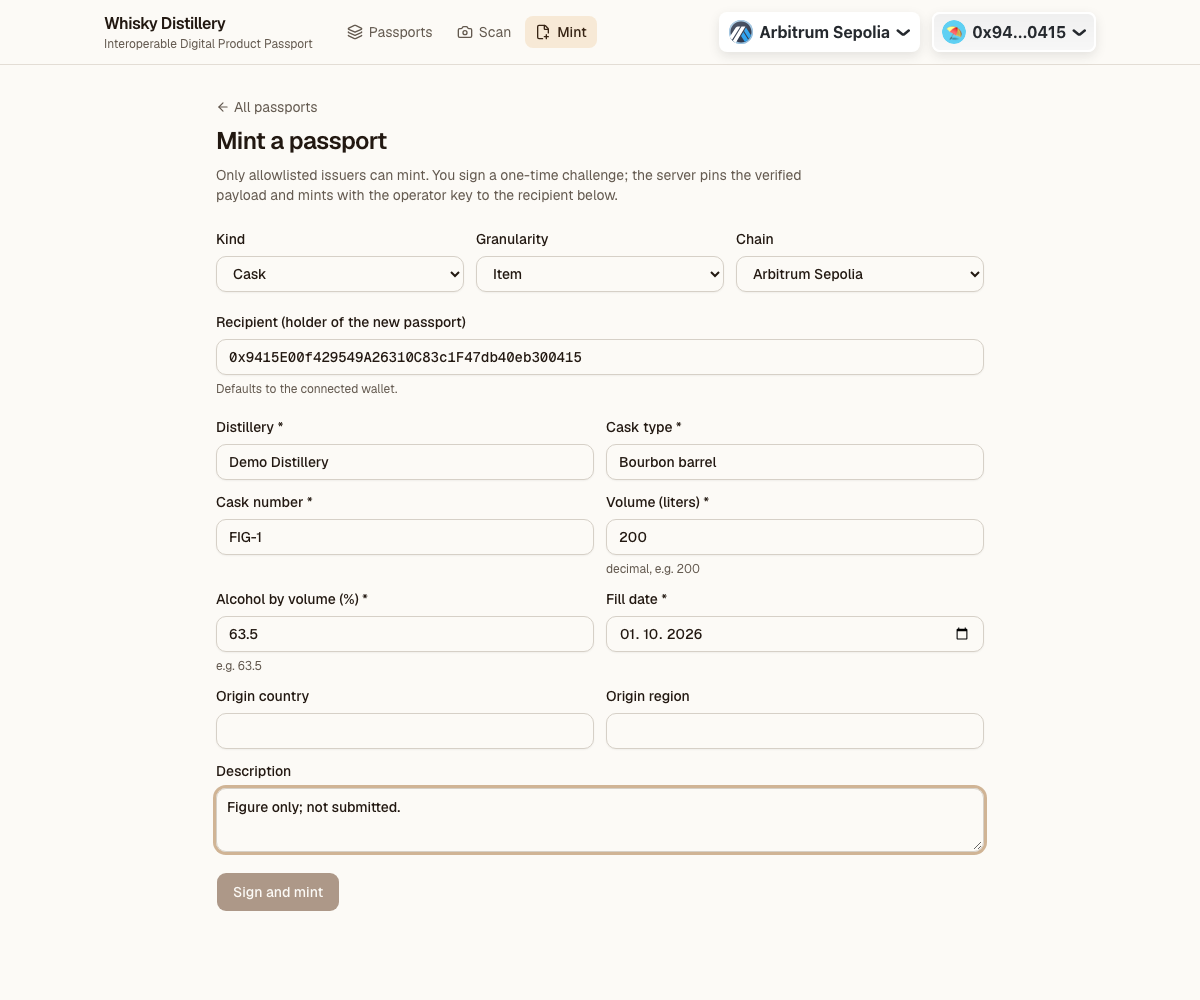 Whisky Distillery
Interoperable Digital Product Passport
Passports
Scan
Mint
Arbitrum Sepolia
0x94...0415
← All passports
Mint a passport
Only allowlisted issuers can mint. You sign a one-time challenge; the server pins the verified
payload and mints with the operator key to the recipient below.
Kind
Granularity
Chain
Cask
Item
Arbitrum Sepolia
Recipient (holder of the new passport)
0x9415E00f429549A26310C83c1F47db40eb300415
Defaults to the connected wallet.
Distillery *
Cask type *
Demo Distillery
Bourbon barrel
Cask number *
Volume (liters) *
FIG-1
200
decimal, e.g. 200
Alcohol by volume (%) *
Fill date *
63.5
01. 10. 2026
e.g. 63.5
Origin country
Origin region
Description
Figure only; not submitted.
Sign and mint